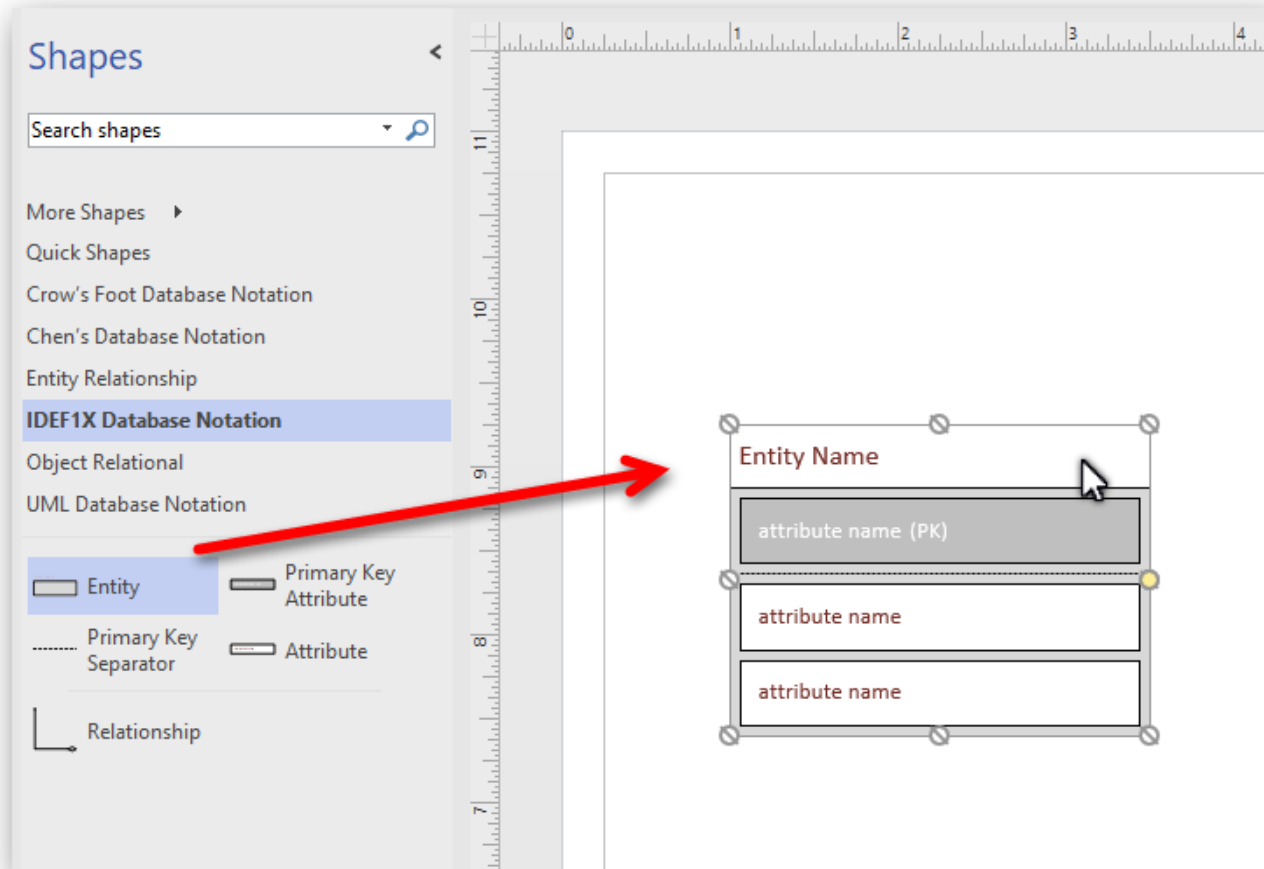 Shapes
Search shapes
More Shapes
Quick Shapes
Crow's Foot Database Notation
Chen's Database Notation
Entity Relationship
IDEF1X Database Notation
Object Relational
UML Database Notation
Entity
Primary Key
Attribute
Primary Key
Separator
Attribute
Relationship
0 1 2 3 4
11
10
9
8
7
Entity Name
attribute name (PK)
attribute name
attribute name